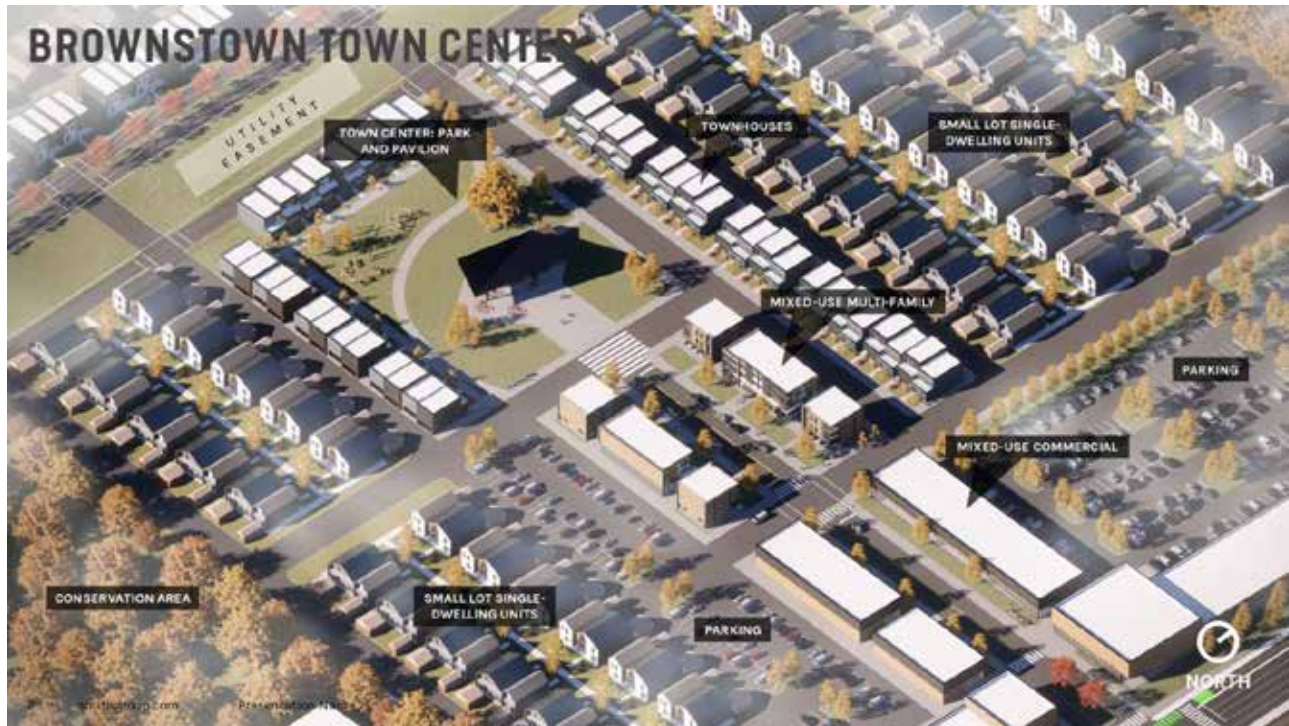 BROWNSTOWN TOWN CENTER
UTILITY
EASEMENT
TOWN CENTER: PARK
AND PAVILION
TOWNHOUSES
SMALL LOT SINGLE-
DWELLING UNITS
MIXED-USE MULTI-FAMILY
PARKING
MIXED-USE COMMERCIAL
CONSERVATION AREA
SMALL LOT SINGLE-
DWELLING UNITS
PARKING
NORTH
Presentation